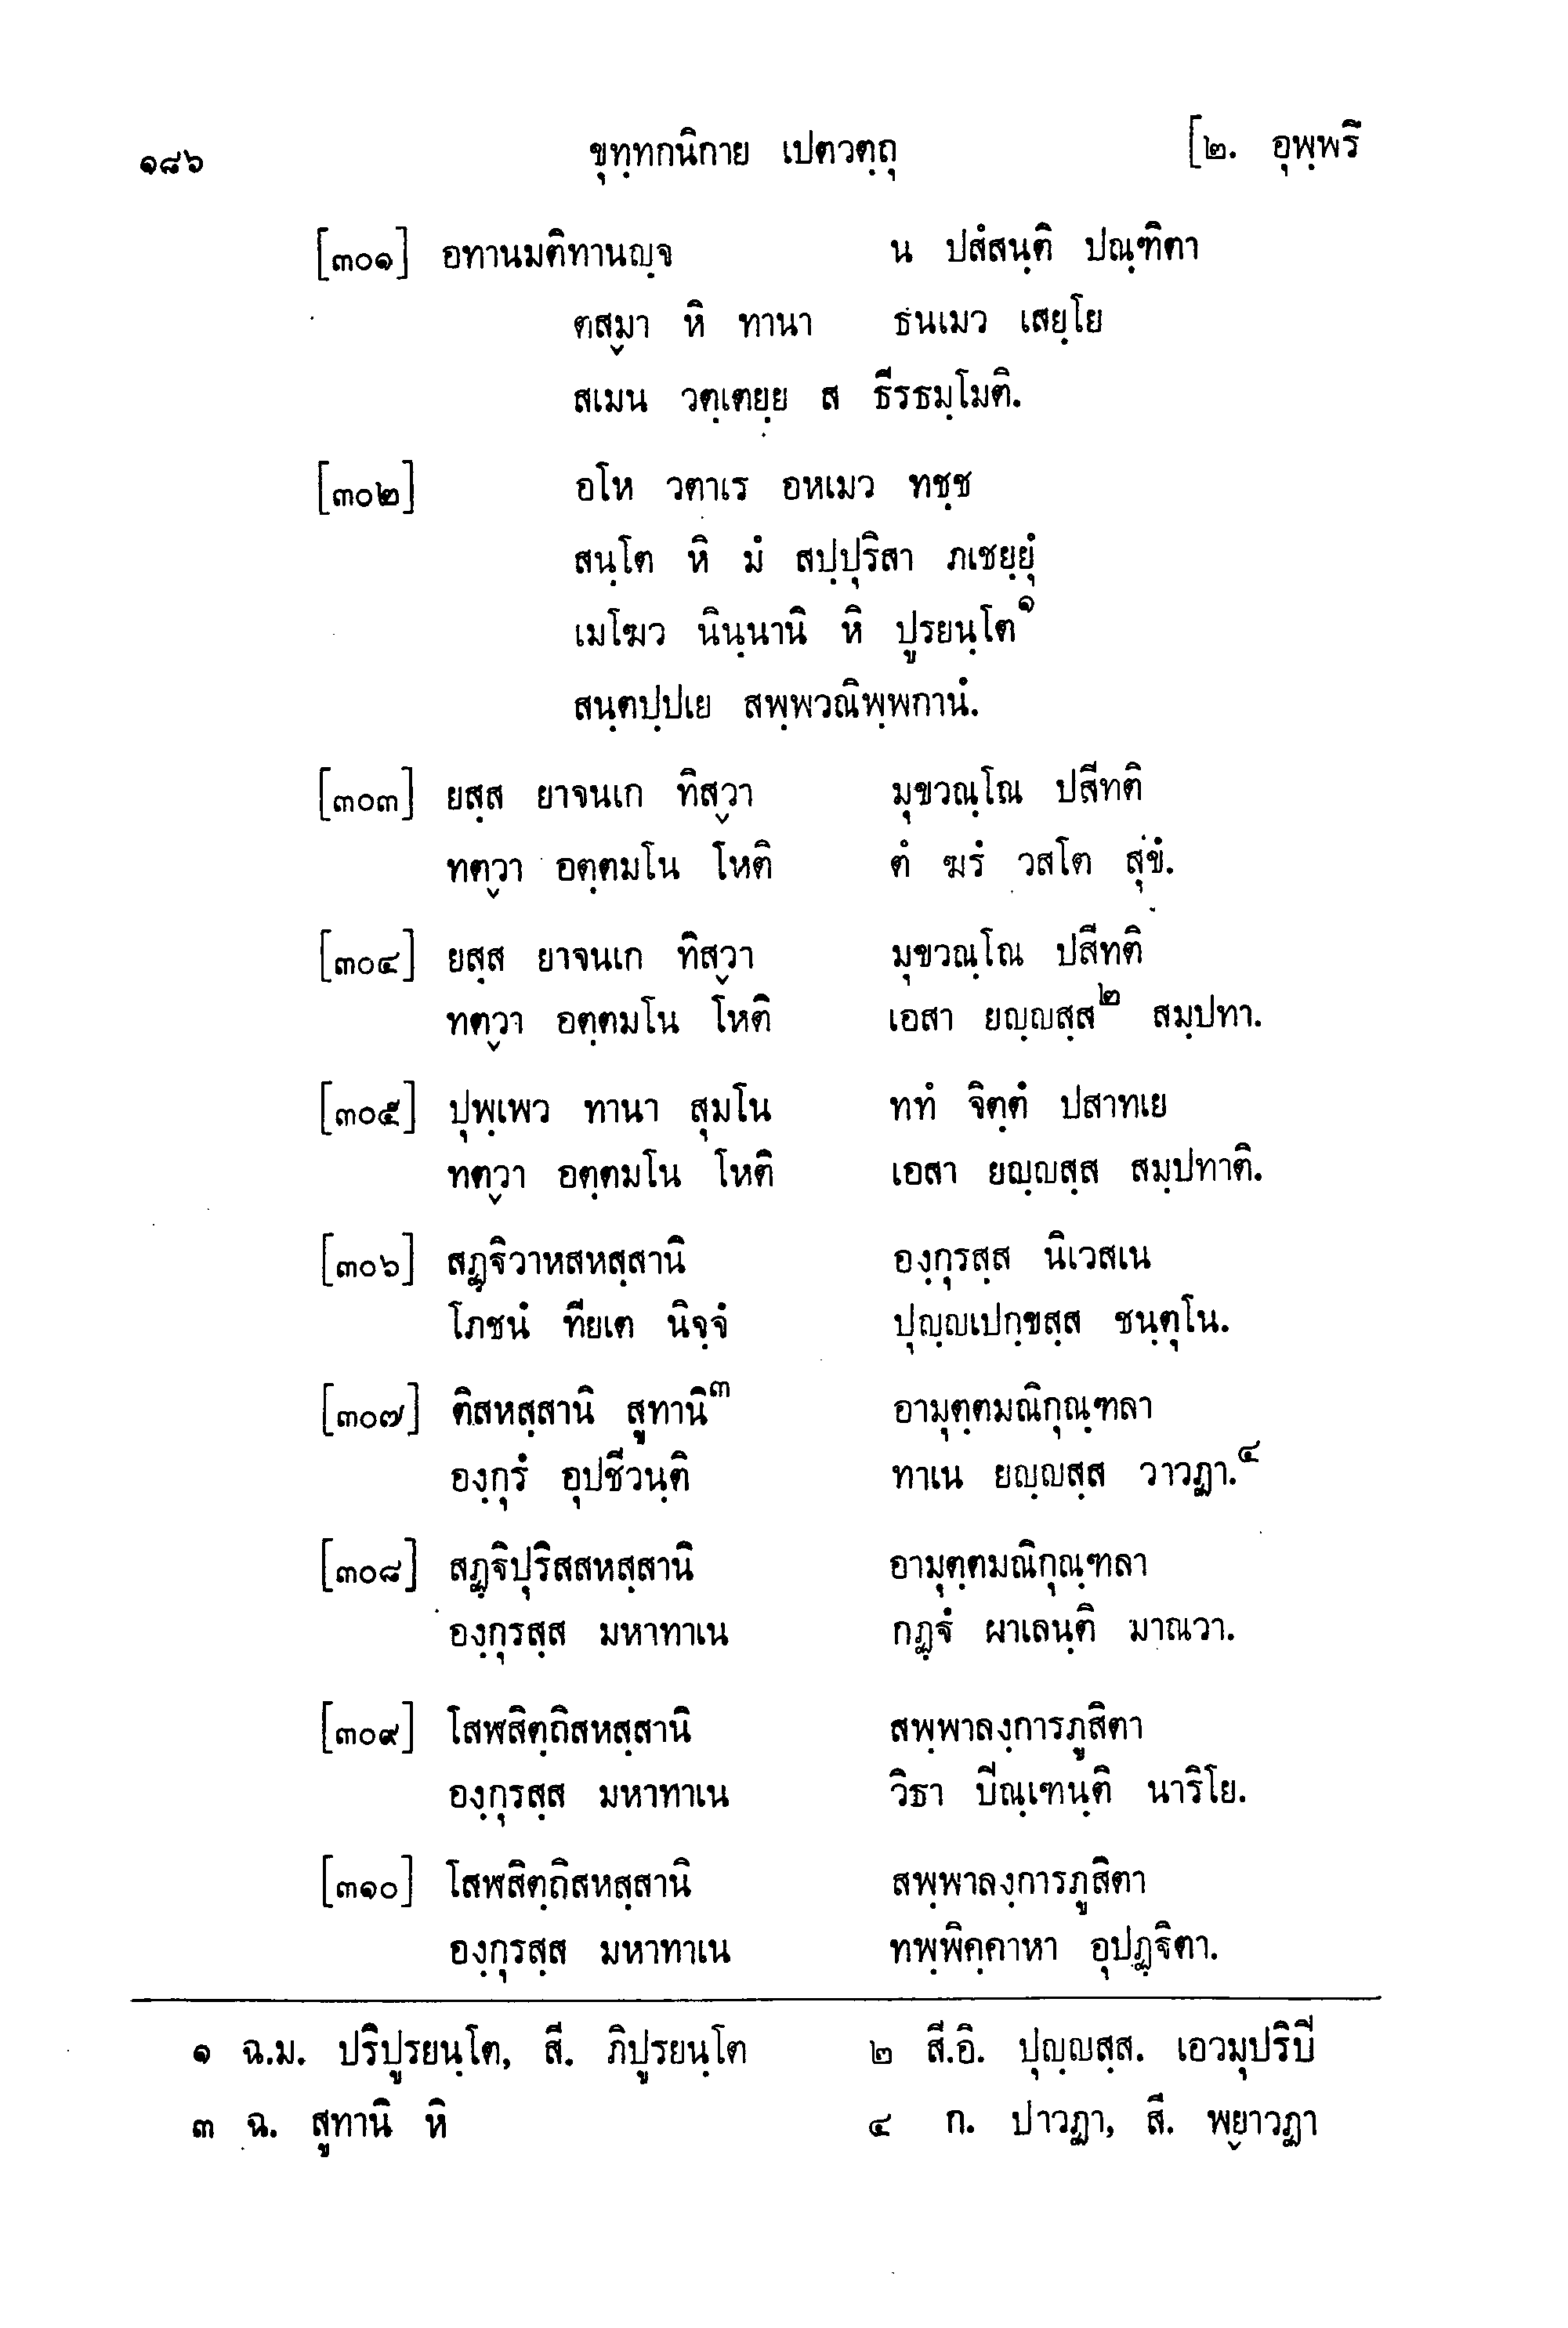 ๑๘๖ ขุทฺทกนิกาย เปตวตฺถุ [๒. อุพฺพรี
[๓๐๑] อทานมติทานญฺจ น ปสํสนฺติ ปณฺฑิตา
ตสฺมา หิ ทานา ธนเมว เสยฺโย
สเมน วตฺเตยฺย ส ธีรธมฺโมติ.
[๓๐๒] อโห วตาเร อหเมว ทชฺช
สนฺโต หิ มํ สปฺปุริสา ภเชยฺยุํ
เมโฆว นินฺนานิ หิ ปูรยนฺโต๑
สนฺตปฺปเย สพฺพวณิพฺพกานํ.
[๓๐๓] ยสฺส ยาจนเก ทิสฺวา มุขวณฺโณ ปสีทติ
ทตฺวา อตฺตมโน โหติ ตํ ฆรํ วสโต สุขํ.
[๓๐๔] ยสฺส ยาจนเก ทิสฺวา มุขวณฺโณ ปสีทติ
ทตฺวา อตฺตมโน โหติ เอสา ยญฺญสฺส๒ สมฺปทา.
[๓๐๕] ปุพฺเพว ทานา สุมโน ททํ จิตฺตํ ปสาทเย
ทตฺวา อตฺตมโน โหติ เอสา ยญฺญสฺส สมฺปทาติ.
[๓๐๖] สฏฺฐิวาหสหสฺสานิ องฺกุรสฺส นิเวสเน
โภชนํ ทียเต นิจฺจํ ปุญฺญเปกฺขสฺส ชนฺตุโน.
[๓๐๗] ติสหสฺสานิ สูทานิ๓ อามุตฺตมณิกุณฺฑลา
องฺกุรํ อุปชีวนฺติ ทาเน ยญฺญสฺส วาวฏา.๔
[๓๐๘] สฏฺฐิปุริสสหสฺสานิ อามุตฺตมณิกุณฺฑลา
องฺกุรสฺส มหาทาเน กฏฺฐํ ผาเลนฺติ มาณวา.
[๓๐๙] โสฬสิตฺถิสหสฺสานิ สพฺพาลงฺการภูสิตา
องฺกุรสฺส มหาทาเน วิธา ปีณฺเฑนฺติ นาริโย.
[๓๑๐] โสฬสิตฺถิสหสฺสานิ สพฺพาลงฺการภูสิตา
องฺกุรสฺส มหาทาเน ทพฺพิคฺคาหา อุปฏฺฐิตา.
๑ ฉ.ม. ปริปูรยนฺโต, สี. ภิปูรยนฺโต ๒ สี.อิ. ปุญฺญสฺส. เอวมุปริปี
๓ ฉ. สูทานิ หิ ๔ ก. ปาวฏา, สี. พฺยาวฏา